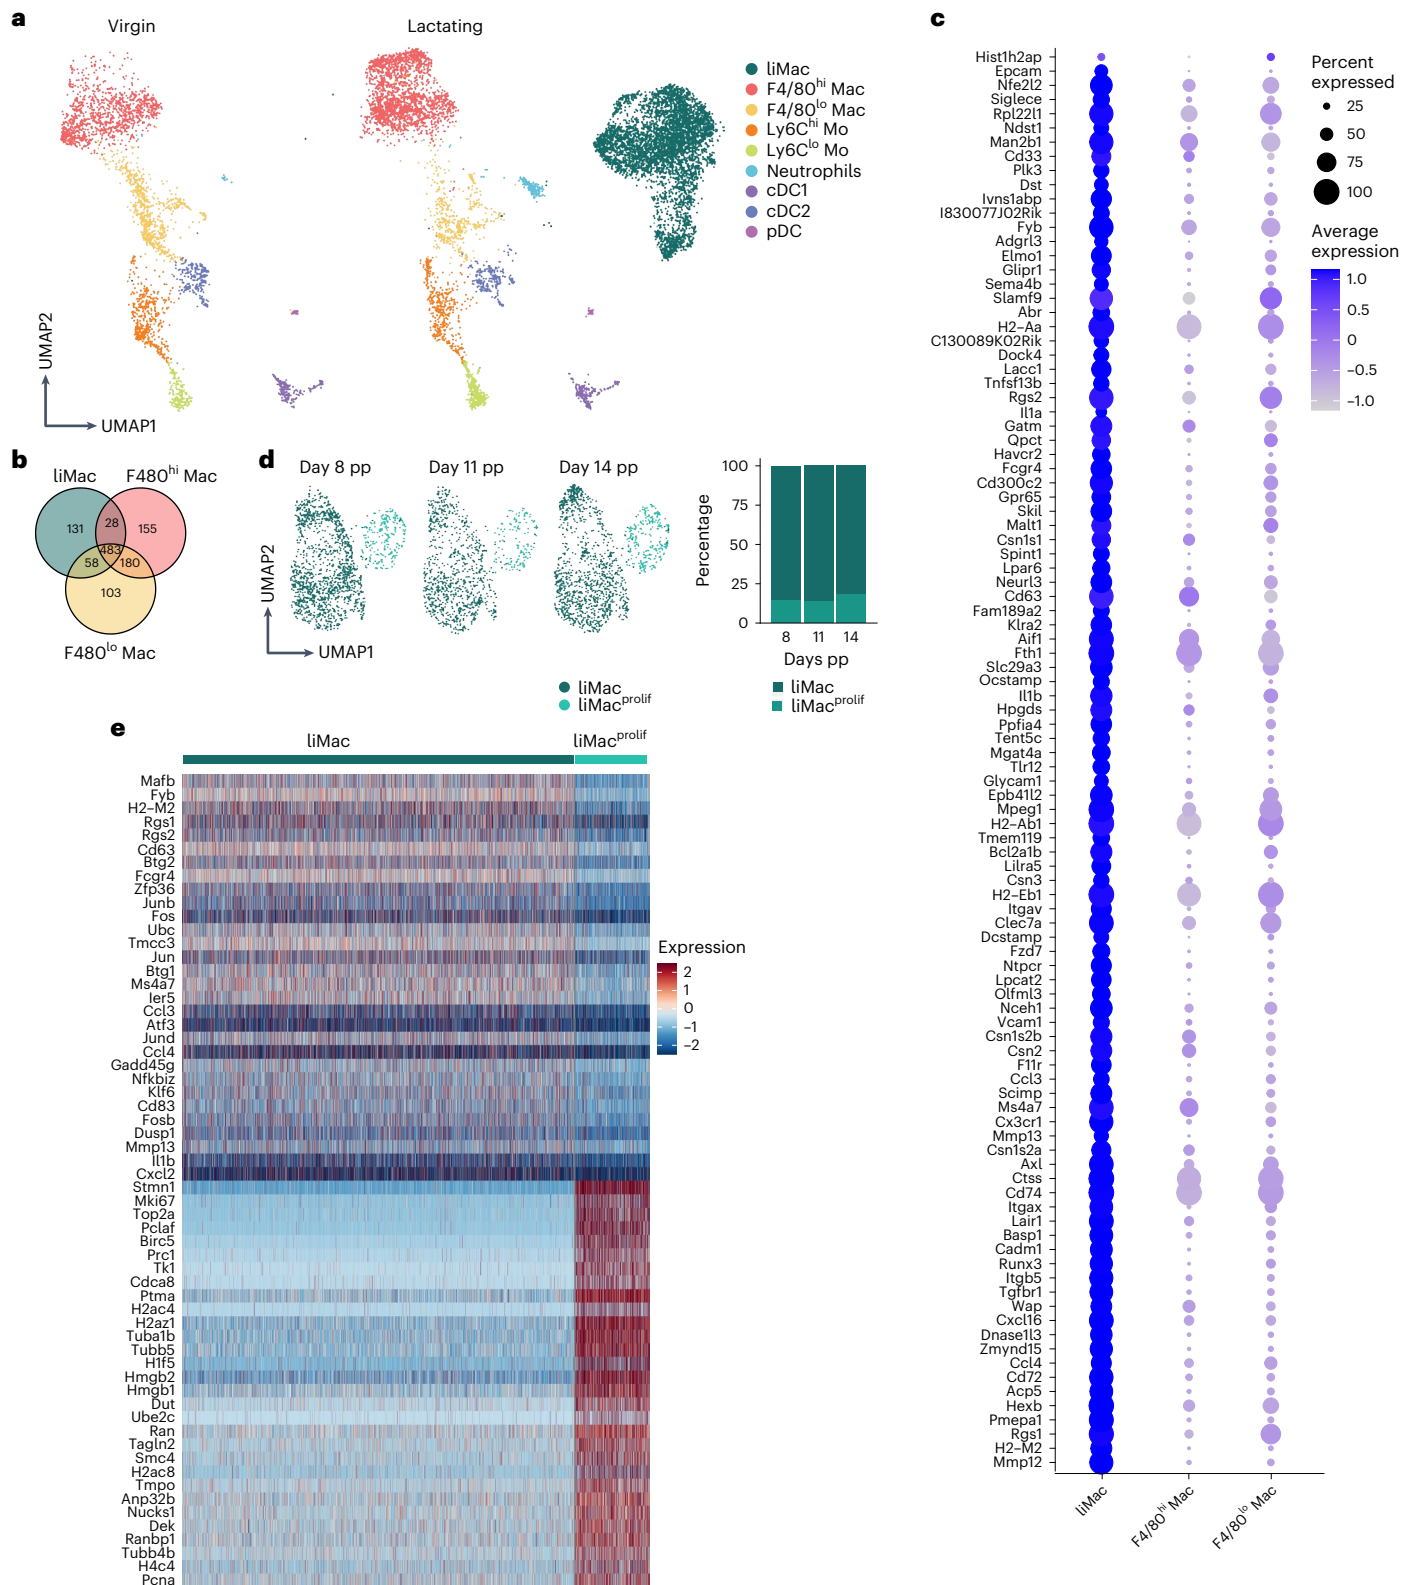 a
Virgin
Lactating
UMAP2
UMAP1
liMac
F4/80hi Mac
F4/80lo Mac
Ly6Chi Mo
Ly6Clo Mo
Neutrophils
cDC1
cDC2
pDC
b
liMac
F480hi Mac
131
28
155
483
58
180
103
F480lo Mac
c
Hist1h2ap
Epcam
Nfe2l2
Siglece
Rpl22l1
Ndst1
Man2b1
Cd33
Plk3
Dst
Ivns1abp
I830077J02Rik
Fyb
Adgrl3
Elmo1
Glipr1
Sema4b
Slamf9
Abr
H2–Aa
C130089K02Rik
Dock4
Lacc1
Tnfsf13b
Rgs2
Il1a
Gatm
Qpct
Havcr2
Fcgr4
Cd300c2
Gpr65
Skil
Malt1
Csn1s1
Spint1
Lpar6
Neurl3
Cd63
Fam189a2
Klra2
Aif1
Fth1
Slc29a3
Ocstamp
Il1b
Hpgds
Ppfia4
Tent5c
Mgat4a
Tlr12
Glycam1
Epb41l2
Mpeg1
H2–Ab1
Tmem119
Bcl2a1b
Lilra5
Csn3
H2–Eb1
Itgav
Clec7a
Dcstamp
Fzd7
Ntpcr
Lpcat2
Olfml3
Nceh1
Vcam1
Csn1s2b
Csn2
F11r
Ccl3
Scimp
Ms4a7
Cx3cr1
Mmp13
Csn1s2a
Axl
Ctss
Cd74
Itgax
Lair1
Basp1
Cadm1
Runx3
Itgb5
Tgfbr1
Wap
Cxcl16
Dnase1l3
Zmynd15
Ccl4
Cd72
Acp5
Hexb
Pmepa1
Rgs1
H2–M2
Mmp12
liMac
F4/80hi Mac
F4/80lo Mac
Percent
expressed
25
50
75
100
Average
expression
1.0
0.5
0
–0.5
–1.0
d
Day 8 pp
Day 11 pp
Day 14 pp
UMAP2
UMAP1
liMac
liMacprolif
Percentage
100
75
50
25
0
8
11
14
Days pp
liMac
liMacprolif
e
liMac
liMacprolif
Mafb
Fyb
H2–M2
Rgs1
Rgs2
Cd63
Btg2
Fcgr4
Zfp36
Junb
Fos
Ubc
Tmcc3
Jun
Btg1
Ms4a7
Ier5
Ccl3
Atf3
Jund
Ccl4
Gadd45g
Nfkbiz
Klf6
Cd83
Fosb
Dusp1
Mmp13
Il1b
Cxcl2
Stmn1
Mki67
Top2a
Pclaf
Birc5
Prc1
Tk1
Cdca8
Ptma
H2ac4
H2az1
Tuba1b
Tubb5
H1f5
Hmgb2
Hmgb1
Dut
Ube2c
Ran
Tagln2
Smc4
H2ac8
Tmpo
Anp32b
Nucks1
Dek
Ranbp1
Tubb4b
H4c4
Pcna
Expression
2
1
0
–1
–2